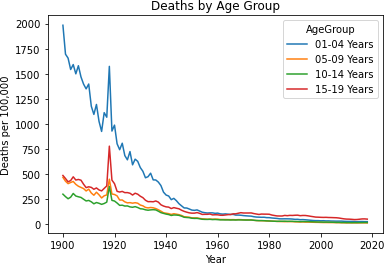 Deaths by Age Group
Deaths per 100,000
2000
1750
1500
1250
1000
750
500
250
0
AgeGroup
01-04 Years
05-09 Years
10-14 Years
15-19 Years
1900
1920
1940
1960
1980
2000
2020
Year